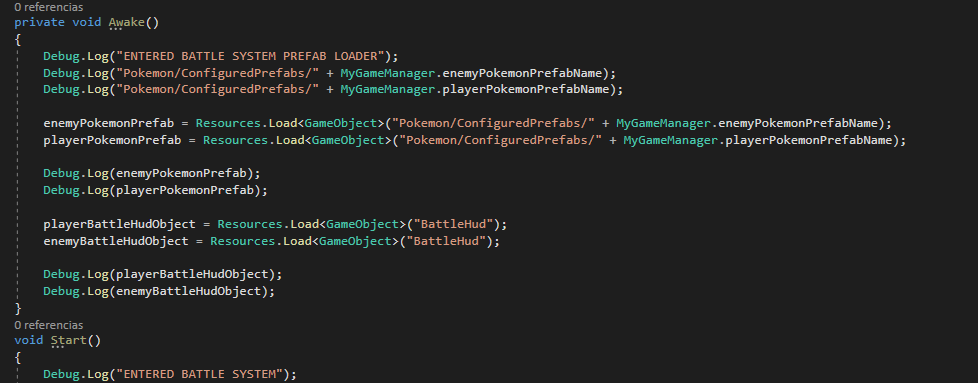 0 referencias
private void Awake()
{
Debug.Log("ENTERED BATTLE SYSTEM PREFAB LOADER");
Debug.Log("Pokemon/ConfiguredPrefabs/" + MyGameManager.enemyPokemonPrefabName);
Debug.Log("Pokemon/ConfiguredPrefabs/" + MyGameManager.playerPokemonPrefabName);
enemyPokemonPrefab = Resources.Load<GameObject>("Pokemon/ConfiguredPrefabs/" + MyGameManager.enemyPokemonPrefabName);
playerPokemonPrefab = Resources.Load<GameObject>("Pokemon/ConfiguredPrefabs/" + MyGameManager.playerPokemonPrefabName);
Debug.Log(enemyPokemonPrefab);
Debug.Log(playerPokemonPrefab);
playerBattleHudObject = Resources.Load<GameObject>("BattleHud");
enemyBattleHudObject = Resources.Load<GameObject>("BattleHud");
Debug.Log(playerBattleHudObject);
Debug.Log(enemyBattleHudObject);
}
0 referencias
void Start()
{
Debug.Log("ENTERED BATTLE SYSTEM");